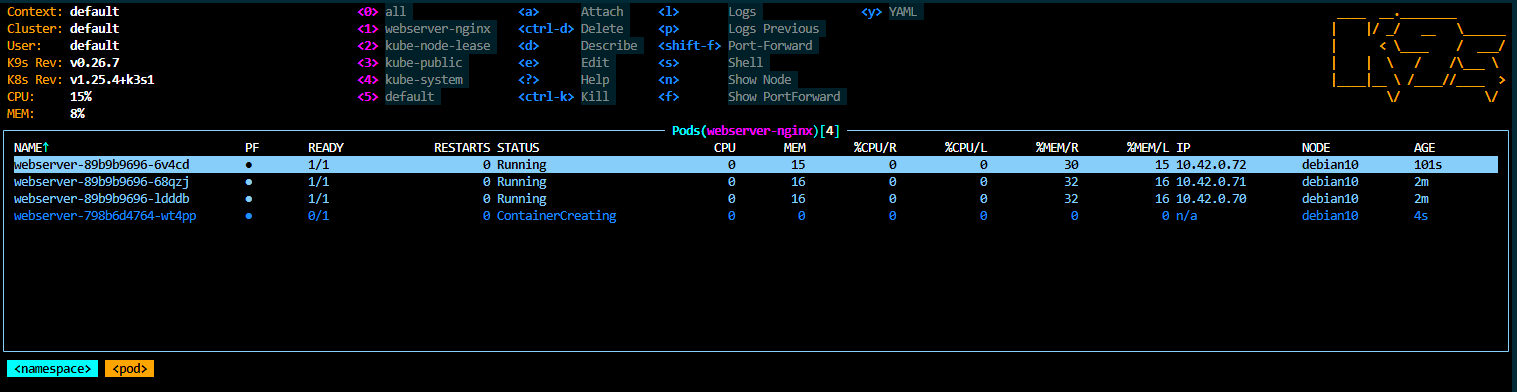 Context: default <0> all <a> Attach <l> Logs <y> YAML
Cluster: default <1> webserver-nginx <ctrl-d> Delete <p> Logs Previous
User: default <2> kube-node-lease <d> Describe <shift-f> Port-Forward
K9s Rev: v0.26.7 <3> kube-public <e> Edit <s> Shell
K8s Rev: v1.25.4+k3s1 <4> kube-system <?> Help <n> Show Node
CPU: 15% <5> default <ctrl-k> Kill <f> Show PortForward
MEM: 8%
Pods(webserver-nginx)[4]
NAME↑ PF READY RESTARTS STATUS CPU MEM %CPU/R %CPU/L %MEM/R %MEM/L IP NODE AGE
webserver-89b9b9696-6v4cd ● 1/1 0 Running 0 15 0 0 30 15 10.42.0.72 debian10 101s
webserver-89b9b9696-68qzj ● 1/1 0 Running 0 16 0 0 32 16 10.42.0.71 debian10 2m
webserver-89b9b9696-ldddb ● 1/1 0 Running 0 16 0 0 32 16 10.42.0.70 debian10 2m
webserver-798b6d4764-wt4pp ● 0/1 0 ContainerCreating 0 0 0 0 0 0 n/a debian10 4s
<namespace> <pod>